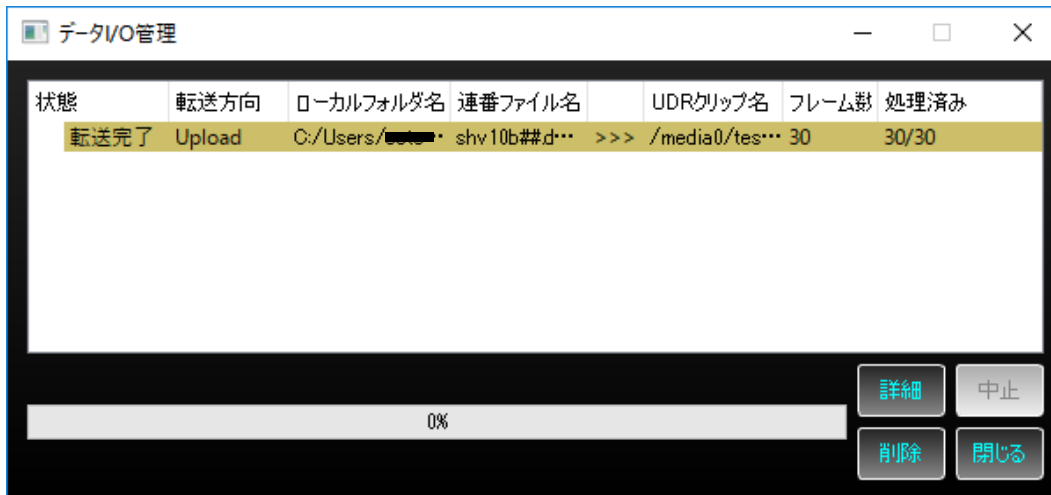 データI/O管理
状態 転送方向 ローカルフォルダ名 連番ファイル名 UDRクリップ名 フレーム数 処理済み
転送完了 Upload C:/Users/ … shv10b##.d… >>> /media0/tes… 30 30/30
詳細 中止
0%
削除 閉じる